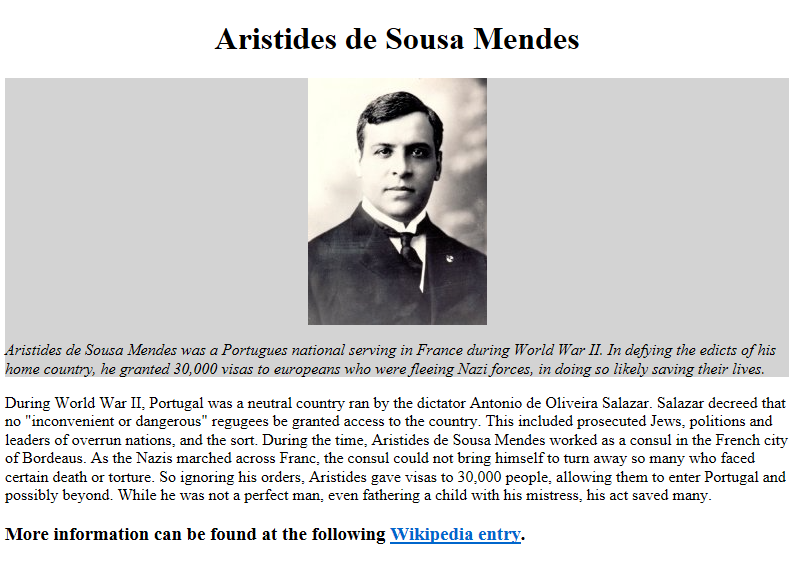 Aristides de Sousa Mendes
Aristides de Sousa Mendes was a Portugues national serving in France during World War II. In defying the edicts of his
home country, he granted 30,000 visas to europeans who were fleeing Nazi forces, in doing so likely saving their lives.
During World War II, Portugal was a neutral country ran by the dictator Antonio de Oliveira Salazar. Salazar decreed that
no "inconvenient or dangerous" regugees be granted access to the country. This included prosecuted Jews, politions and
leaders of overrun nations, and the sort. During the time, Aristides de Sousa Mendes worked as a consul in the French city
of Bordeaus. As the Nazis marched across Franc, the consul could not bring himself to turn away so many who faced
certain death or torture. So ignoring his orders, Aristides gave visas to 30,000 people, allowing them to enter Portugal and
possibly beyond. While he was not a perfect man, even fathering a child with his mistress, his act saved many.
More information can be found at the following Wikipedia entry.